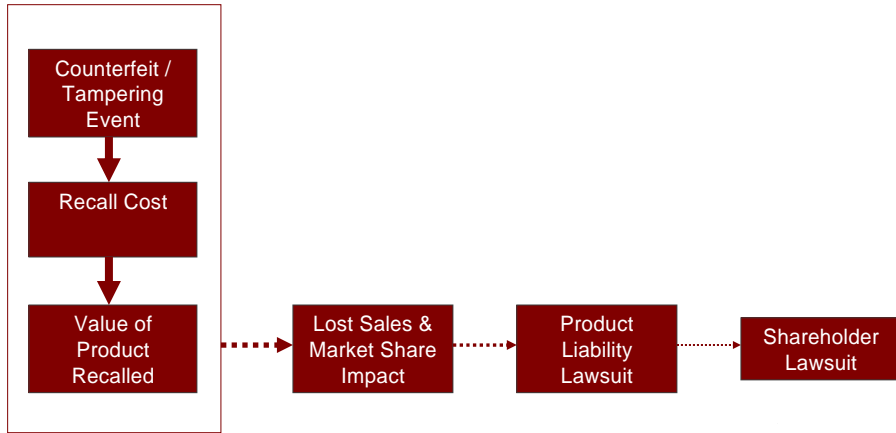 Counterfeit /
Tampering
Event
Recall Cost
Value of
Product
Recalled
Lost Sales &
Market Share
Impact
Product
Liability
Lawsuit
Shareholder
Lawsuit